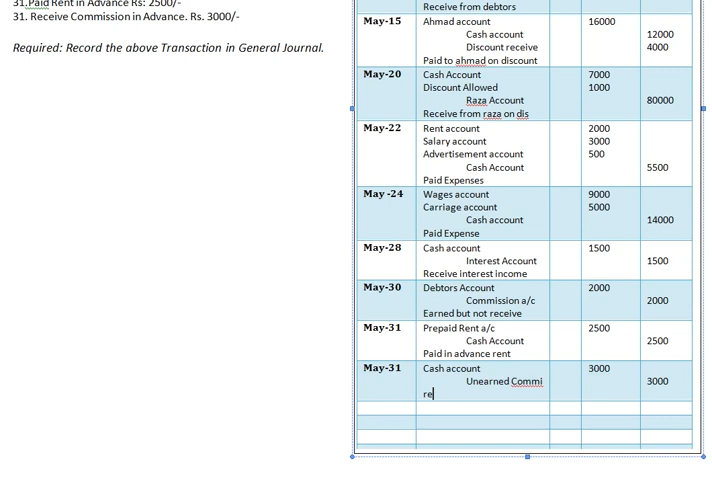 31.Paid Rent in Advance Rs: 2500/-
31. Receive Commission in Advance. Rs. 3000/-
Required: Record the above Transaction in General Journal.
Receive from debtors
May-15 Ahmad account 16000
Cash account 12000
Discount receive 4000
Paid to ahmad on discount
May-20 Cash Account 7000
Discount Allowed 1000
Raza Account 80000
Receive from raza on dis
May-22 Rent account 2000
Salary account 3000
Advertisement account 500
Cash Account 5500
Paid Expenses
May -24 Wages account 9000
Carriage account 5000
Cash account 14000
Paid Expense
May-28 Cash account 1500
Interest Account 1500
Receive interest income
May-30 Debtors Account 2000
Commission a/c 2000
Earned but not receive
May-31 Prepaid Rent a/c 2500
Cash Account 2500
Paid in advance rent
May-31 Cash account 3000
Unearned Commi 3000
re